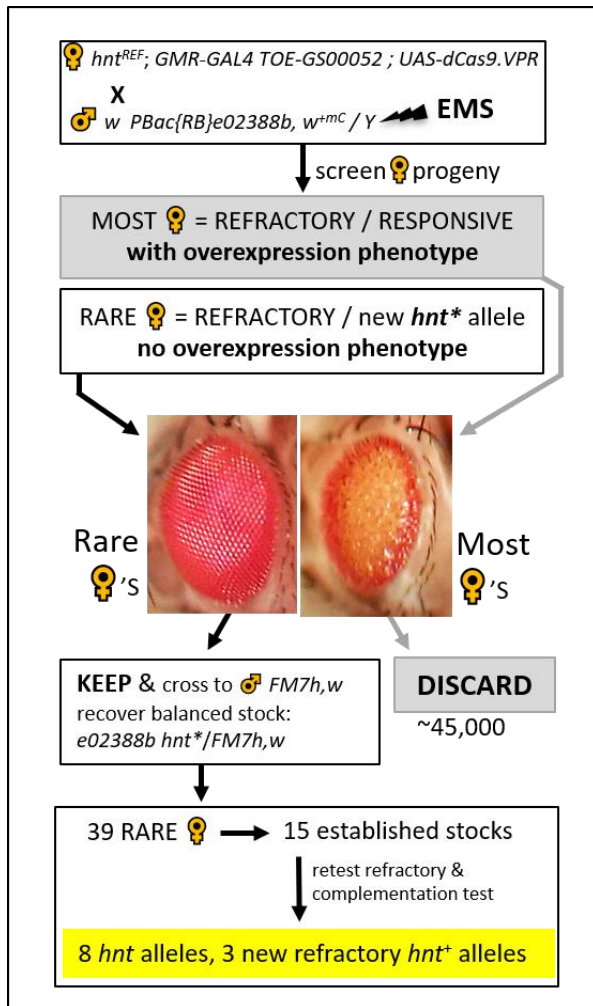 ♀ hnt^REF; GMR-GAL4 TOE-GS00052 ; UAS-dCas9.VPR
X
♂ w PBac{RB}e02388b, w^+mC / Y EMS
screen ♀ progeny
MOST ♀ = REFRACTORY / RESPONSIVE
with overexpression phenotype
RARE ♀ = REFRACTORY / new hnt* allele
no overexpression phenotype
Rare
♀'S
Most
♀'S
KEEP & cross to ♂ FM7h,w
recover balanced stock:
e02388b hnt*/FM7h,w
DISCARD
~45,000
39 RARE ♀ → 15 established stocks
retest refractory &
complementation test
8 hnt alleles, 3 new refractory hnt⁺ alleles